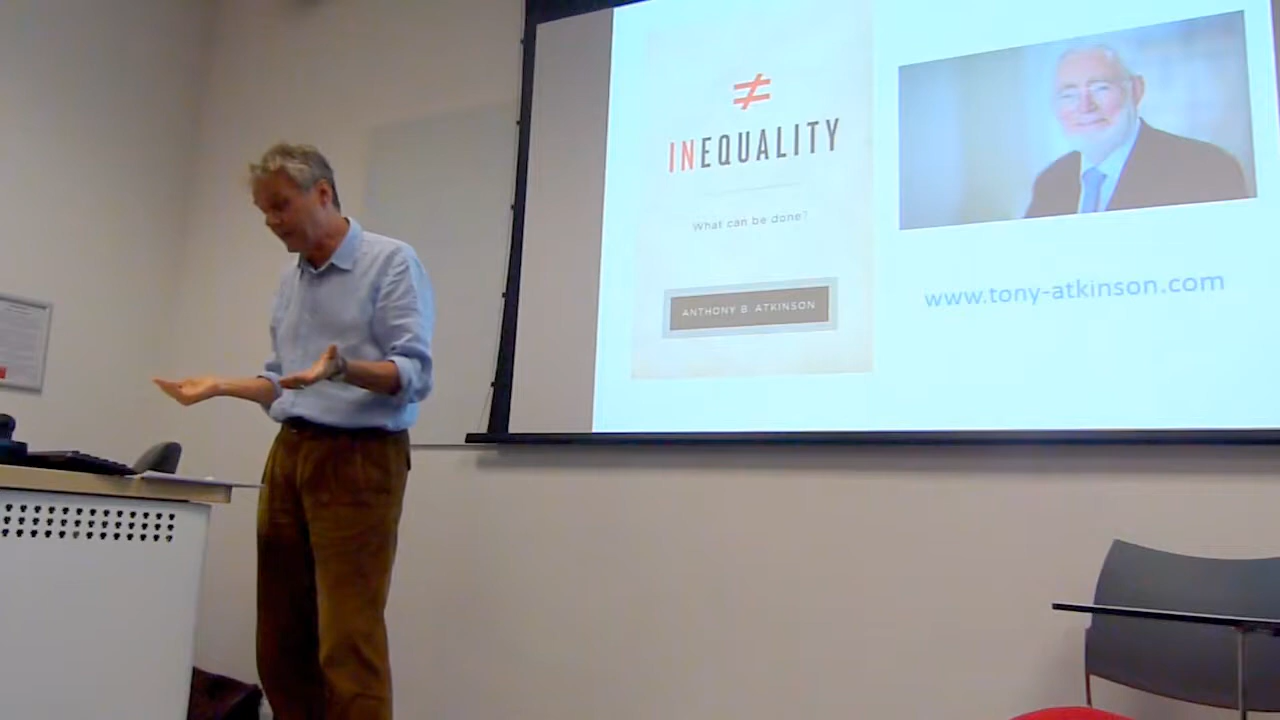 ≠
INEQUALITY
What can be done?
ANTHONY B. ATKINSON
www.tony-atkinson.com